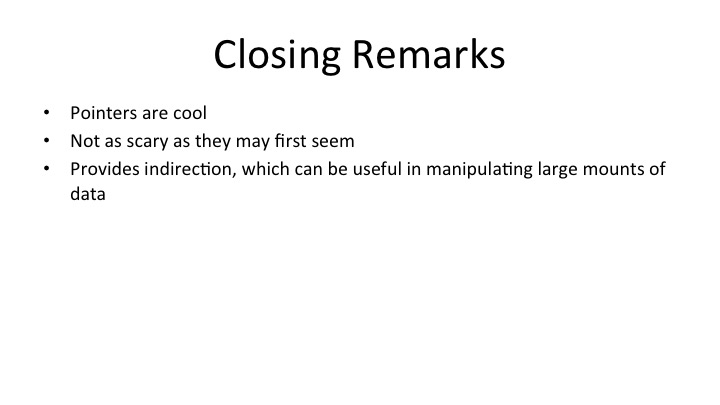 Closing Remarks
• Pointers are cool
• Not as scary as they may first seem
• Provides indirection, which can be useful in manipulating large mounts of
data